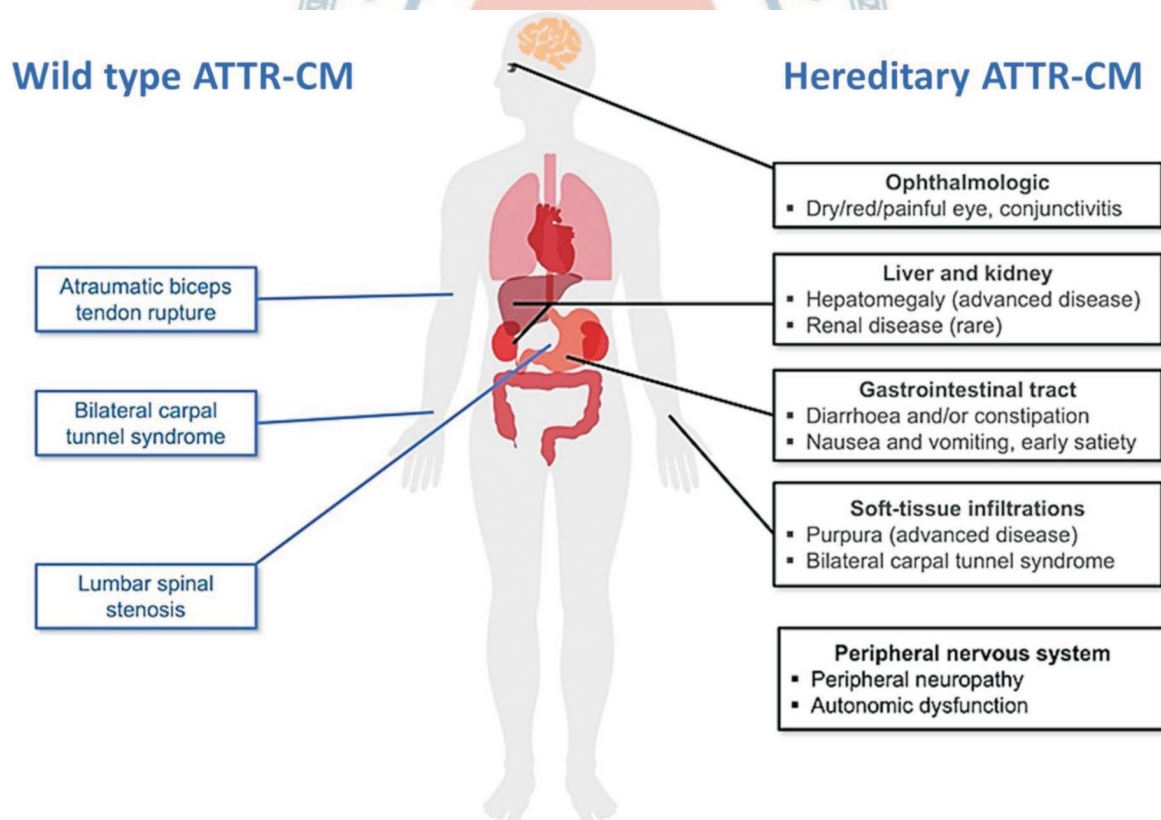 Wild type ATTR-CM
Atraumatic biceps
tendon rupture
Bilateral carpal
tunnel syndrome
Lumbar spinal
stenosis
Hereditary ATTR-CM
Ophthalmologic
▪ Dry/red/painful eye, conjunctivitis
Liver and kidney
▪ Hepatomegaly (advanced disease)
▪ Renal disease (rare)
Gastrointestinal tract
▪ Diarrhoea and/or constipation
▪ Nausea and vomiting, early satiety
Soft-tissue infiltrations
▪ Purpura (advanced disease)
▪ Bilateral carpal tunnel syndrome
Peripheral nervous system
▪ Peripheral neuropathy
▪ Autonomic dysfunction